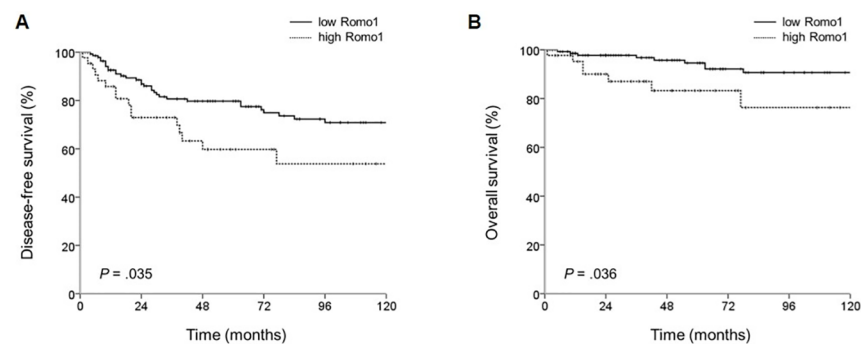 A
low Romo1
high Romo1
Disease-free survival (%)
100
80
60
40
20
0
P = .035
0 24 48 72 96 120
Time (months)
B
low Romo1
high Romo1
Overall survival (%)
100
80
60
40
20
0
P = .036
0 24 48 72 96 120
Time (months)